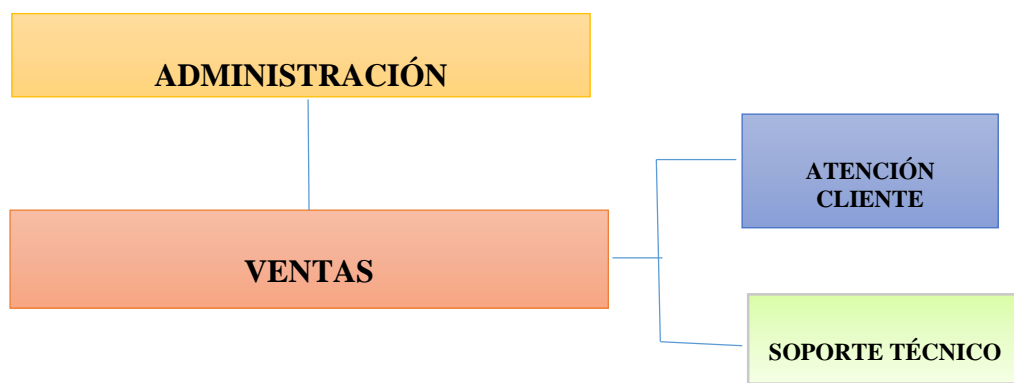 ADMINISTRACIÓN
ATENCIÓN
CLIENTE
VENTAS
SOPORTE TÉCNICO